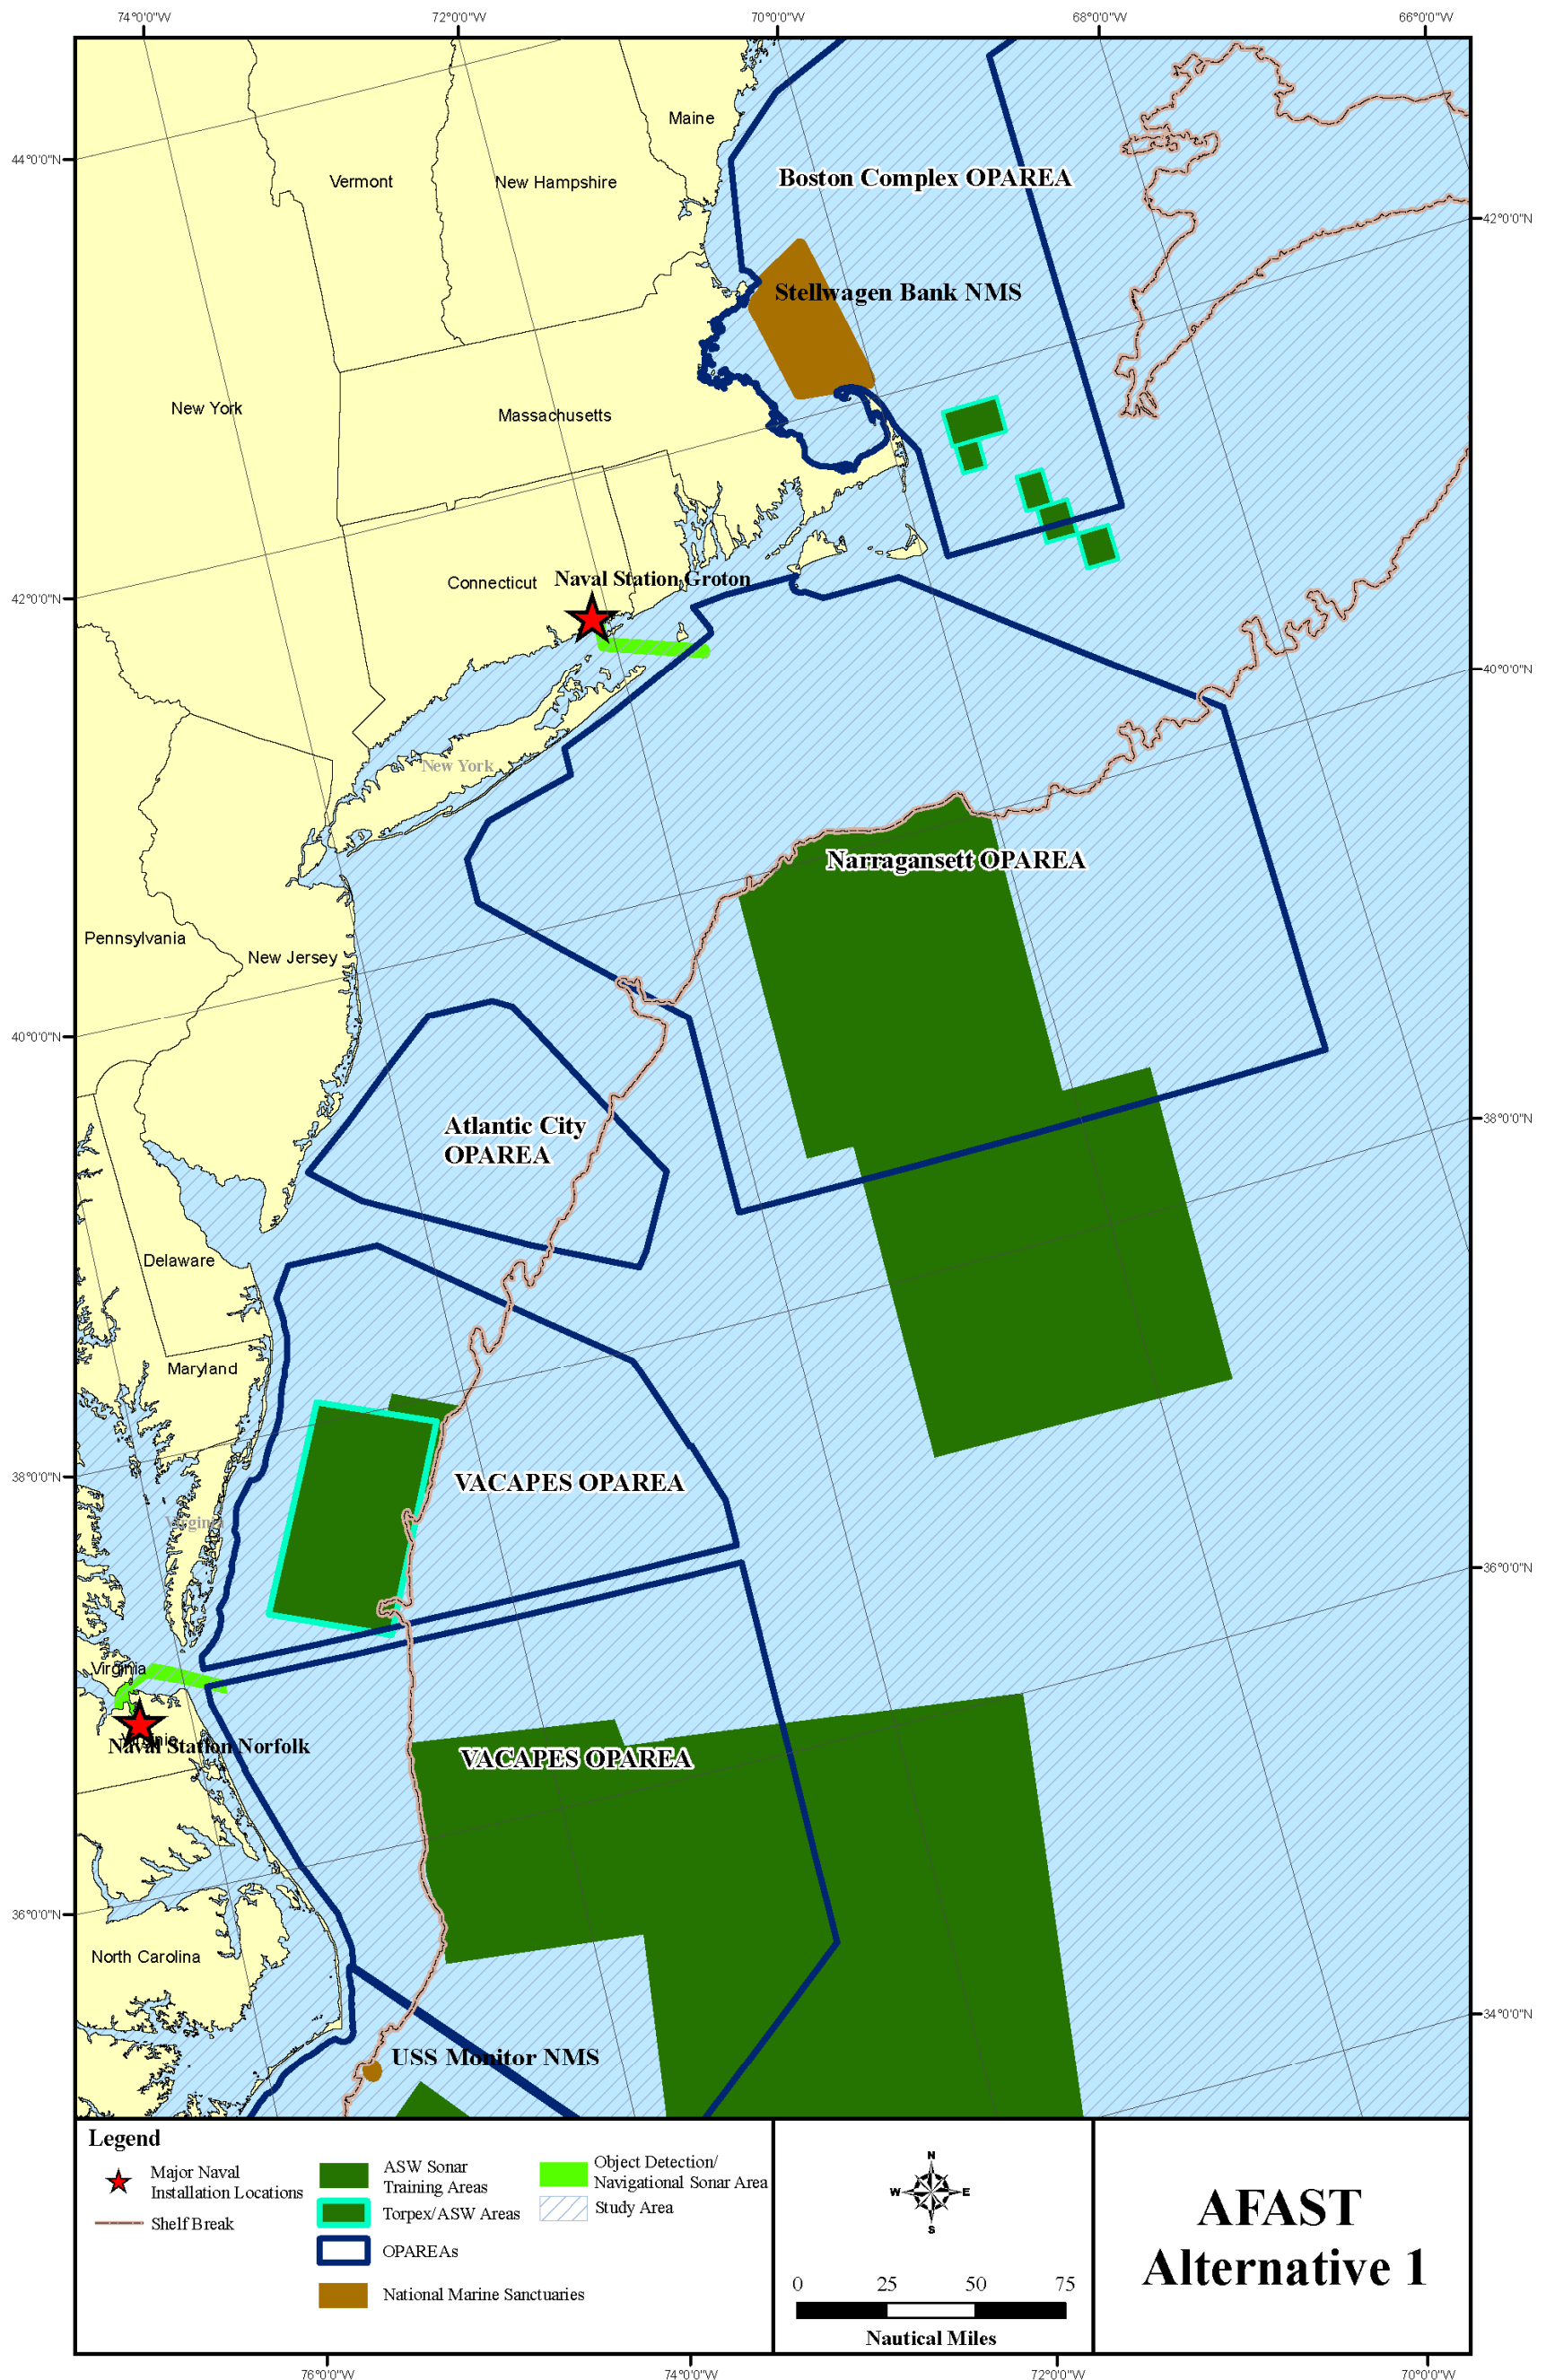 74°0'0"W
72°0'0"W
70°0'0"W
68°0'0"W
66°0'0"W
Maine
44°0'0"N
Vermont
New Hampshire
Boston Complex OPAREA
42°0'0"N
Stellwagen Bank NMS
New York
Massachusetts
Connecticut
Naval Station Groton
42°0'0"N
40°0'0"N
New York
Narragansett OPAREA
Pennsylvania
New Jersey
40°0'0"N
38°0'0"N
Atlantic City
OPAREA
Delaware
Maryland
38°0'0"N
VACAPES OPAREA
Virginia
36°0'0"N
Virginia
Virginia
Naval Station Norfolk
VACAPES OPAREA
36°0'0"N
North Carolina
34°0'0"N
USS Monitor NMS
Legend
Major Naval
Installation Locations
Shelf Break
ASW Sonar
Training Areas
Torpex/ASW Areas
OPAREAs
National Marine Sanctuaries
Object Detection/
Navigational Sonar Area
Study Area
N
W
E
S
0 25 50 75
Nautical Miles
AFAST
Alternative 1
76°0'0"W
74°0'0"W
72°0'0"W
70°0'0"W